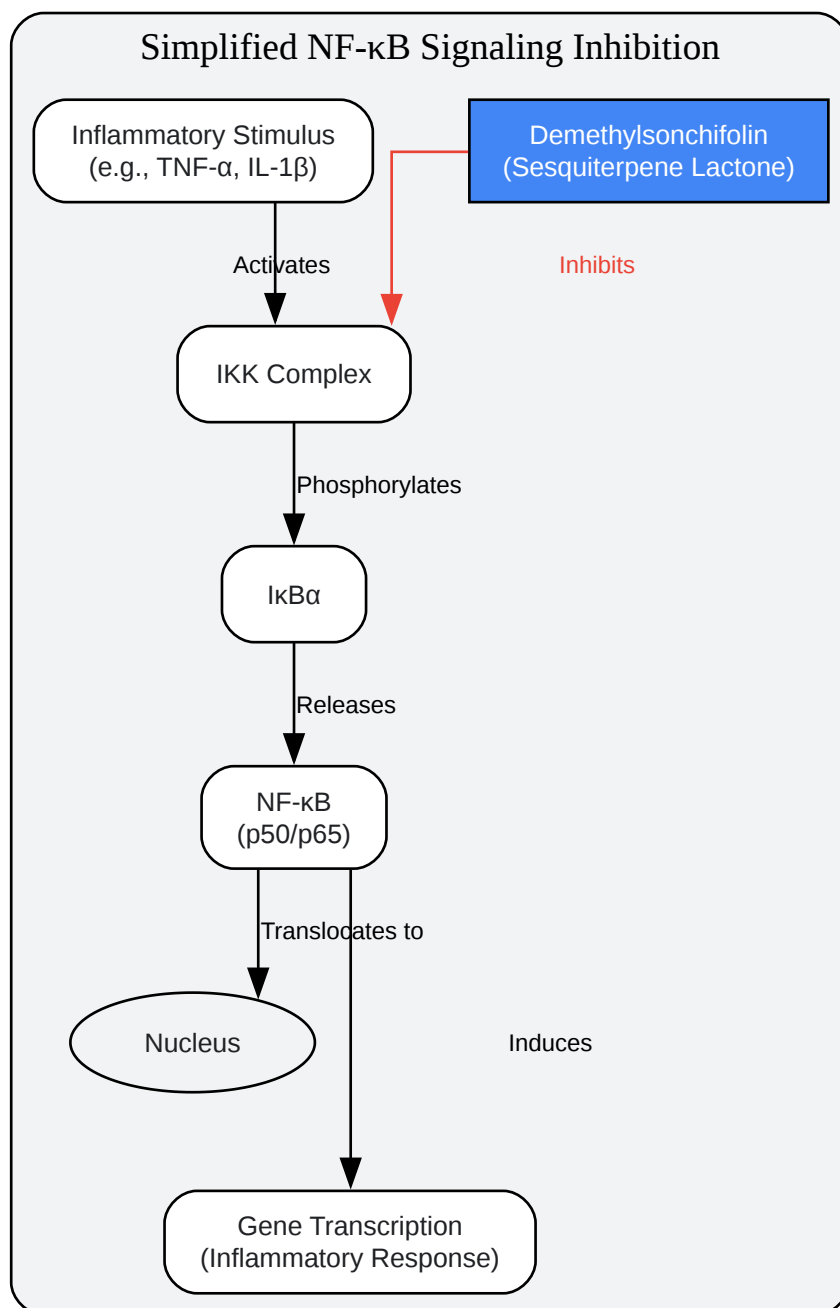 Simplified NF-κB Signaling Inhibition
Inflammatory Stimulus
(e.g., TNF-α, IL-1β)
Demethylsonchifolin
(Sesquiterpene Lactone)
Activates
Inhibits
IKK Complex
Phosphorylates
IκBα
Releases
NF-κB
(p50/p65)
Translocates to
Nucleus
Induces
Gene Transcription
(Inflammatory Response)